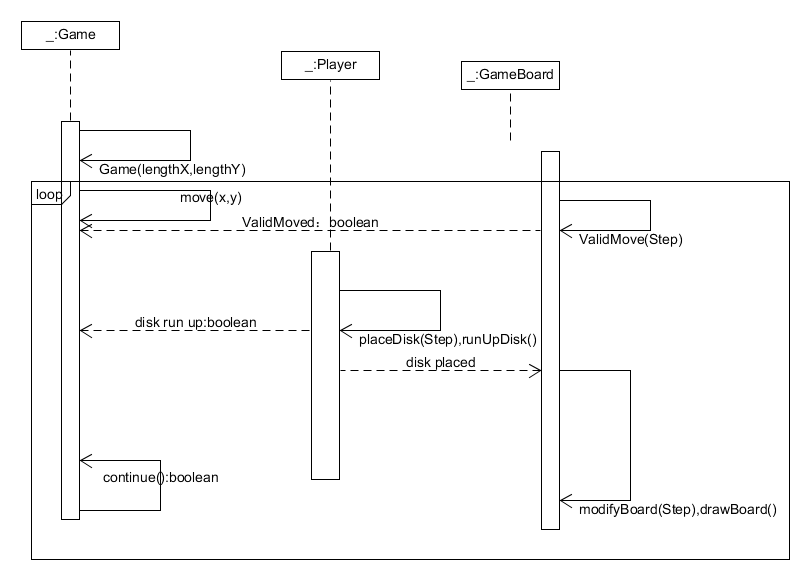 _:Game
_:Player
_:GameBoard
Game(lengthX,lengthY)
loop
move(x,y)
ValidMoved：boolean
ValidMove(Step)
disk run up:boolean
placeDisk(Step),runUpDisk()
disk placed
continue():boolean
modifyBoard(Step),drawBoard()